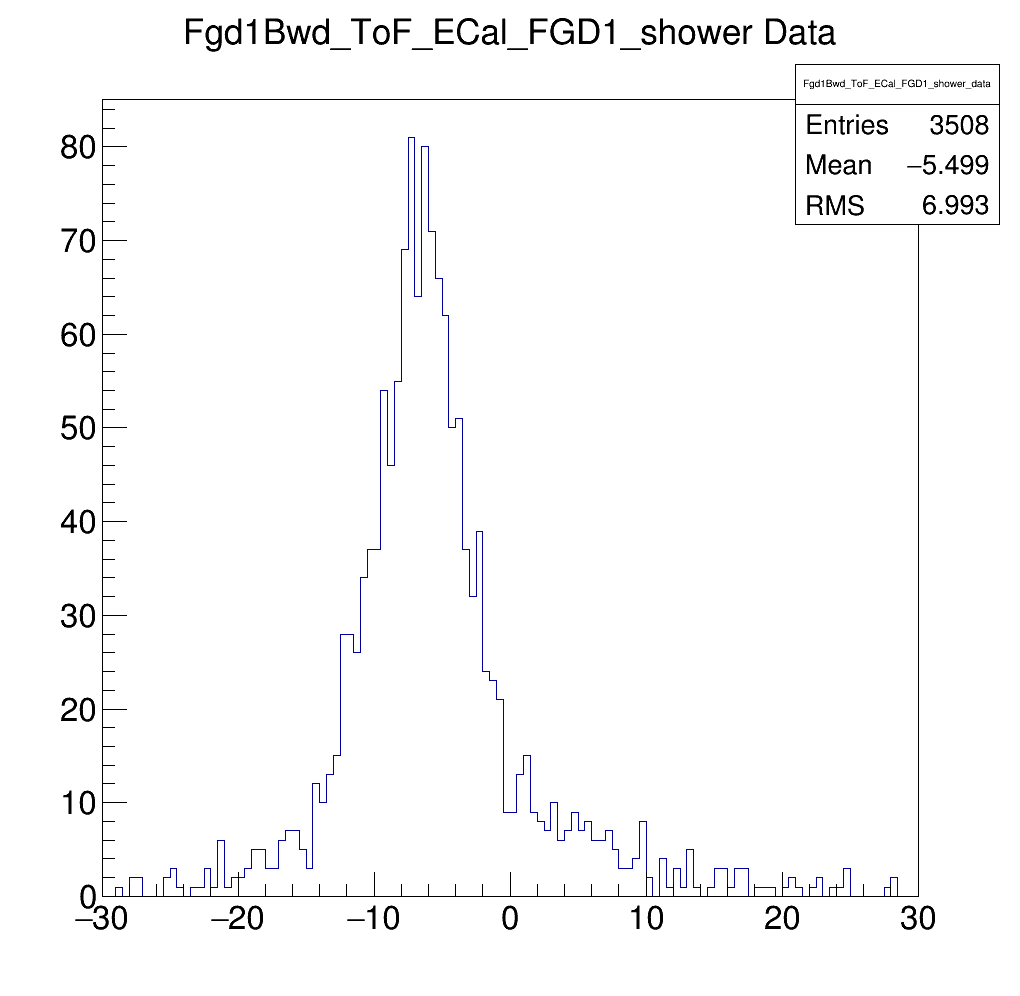 Fgd1Bwd_ToF_ECal_FGD1_shower Data
Fgd1Bwd_ToF_ECal_FGD1_shower_data
Entries 3508
Mean −5.499
RMS 6.993
80
70
60
50
40
30
20
10
0
−30 −20 −10 0 10 20 30